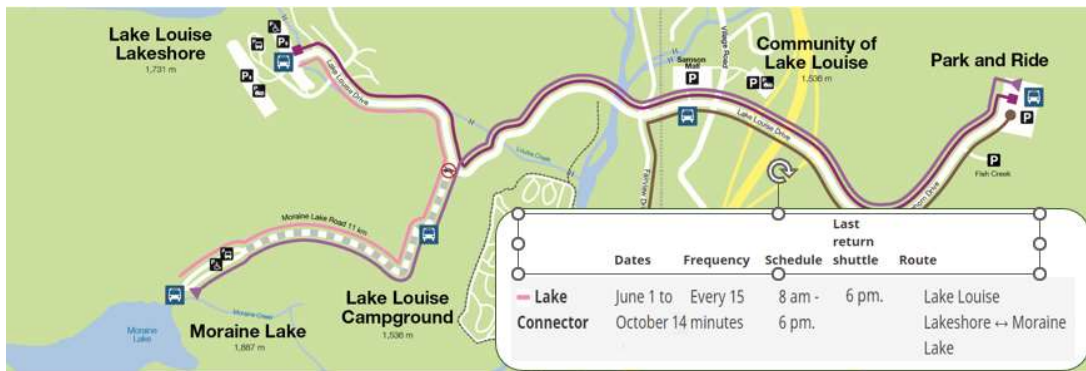 Lake Louise
Lakeshore
1,731 m
Lake Louise Drive
Samson
Mall
Village Road
Community of
Lake Louise
1,536 m
Park and Ride
P
P
P
P
P
P
Lake Louise Drive
Fish Creek
Louise Creek
Fairview
Moraine Lake Road 11 km
Lake Louise
Campground
1,536 m
Moraine Creek
Moraine
Lake
Moraine Lake
1,887 m
Dates Frequency Schedule Last return shuttle Route
Lake June 1 to Every 15 8 am - 6 pm. Lake Louise
Connector October 14 minutes 6 pm. Lakeshore ↔ Moraine
Lake